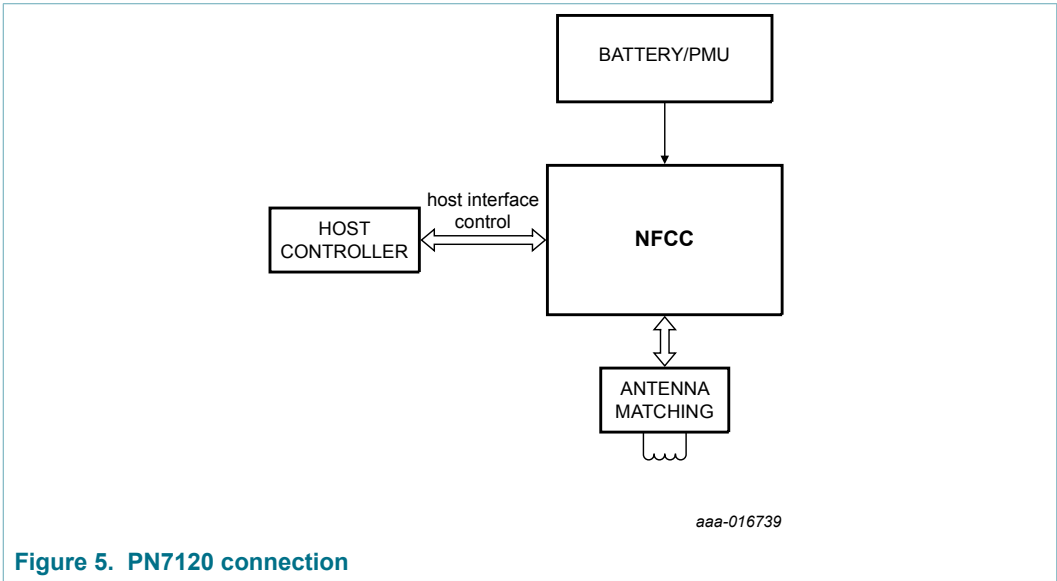 BATTERY/PMU
host interface
control
HOST
CONTROLLER
NFCC
ANTENNA
MATCHING
aaa-016739
Figure 5. PN7120 connection